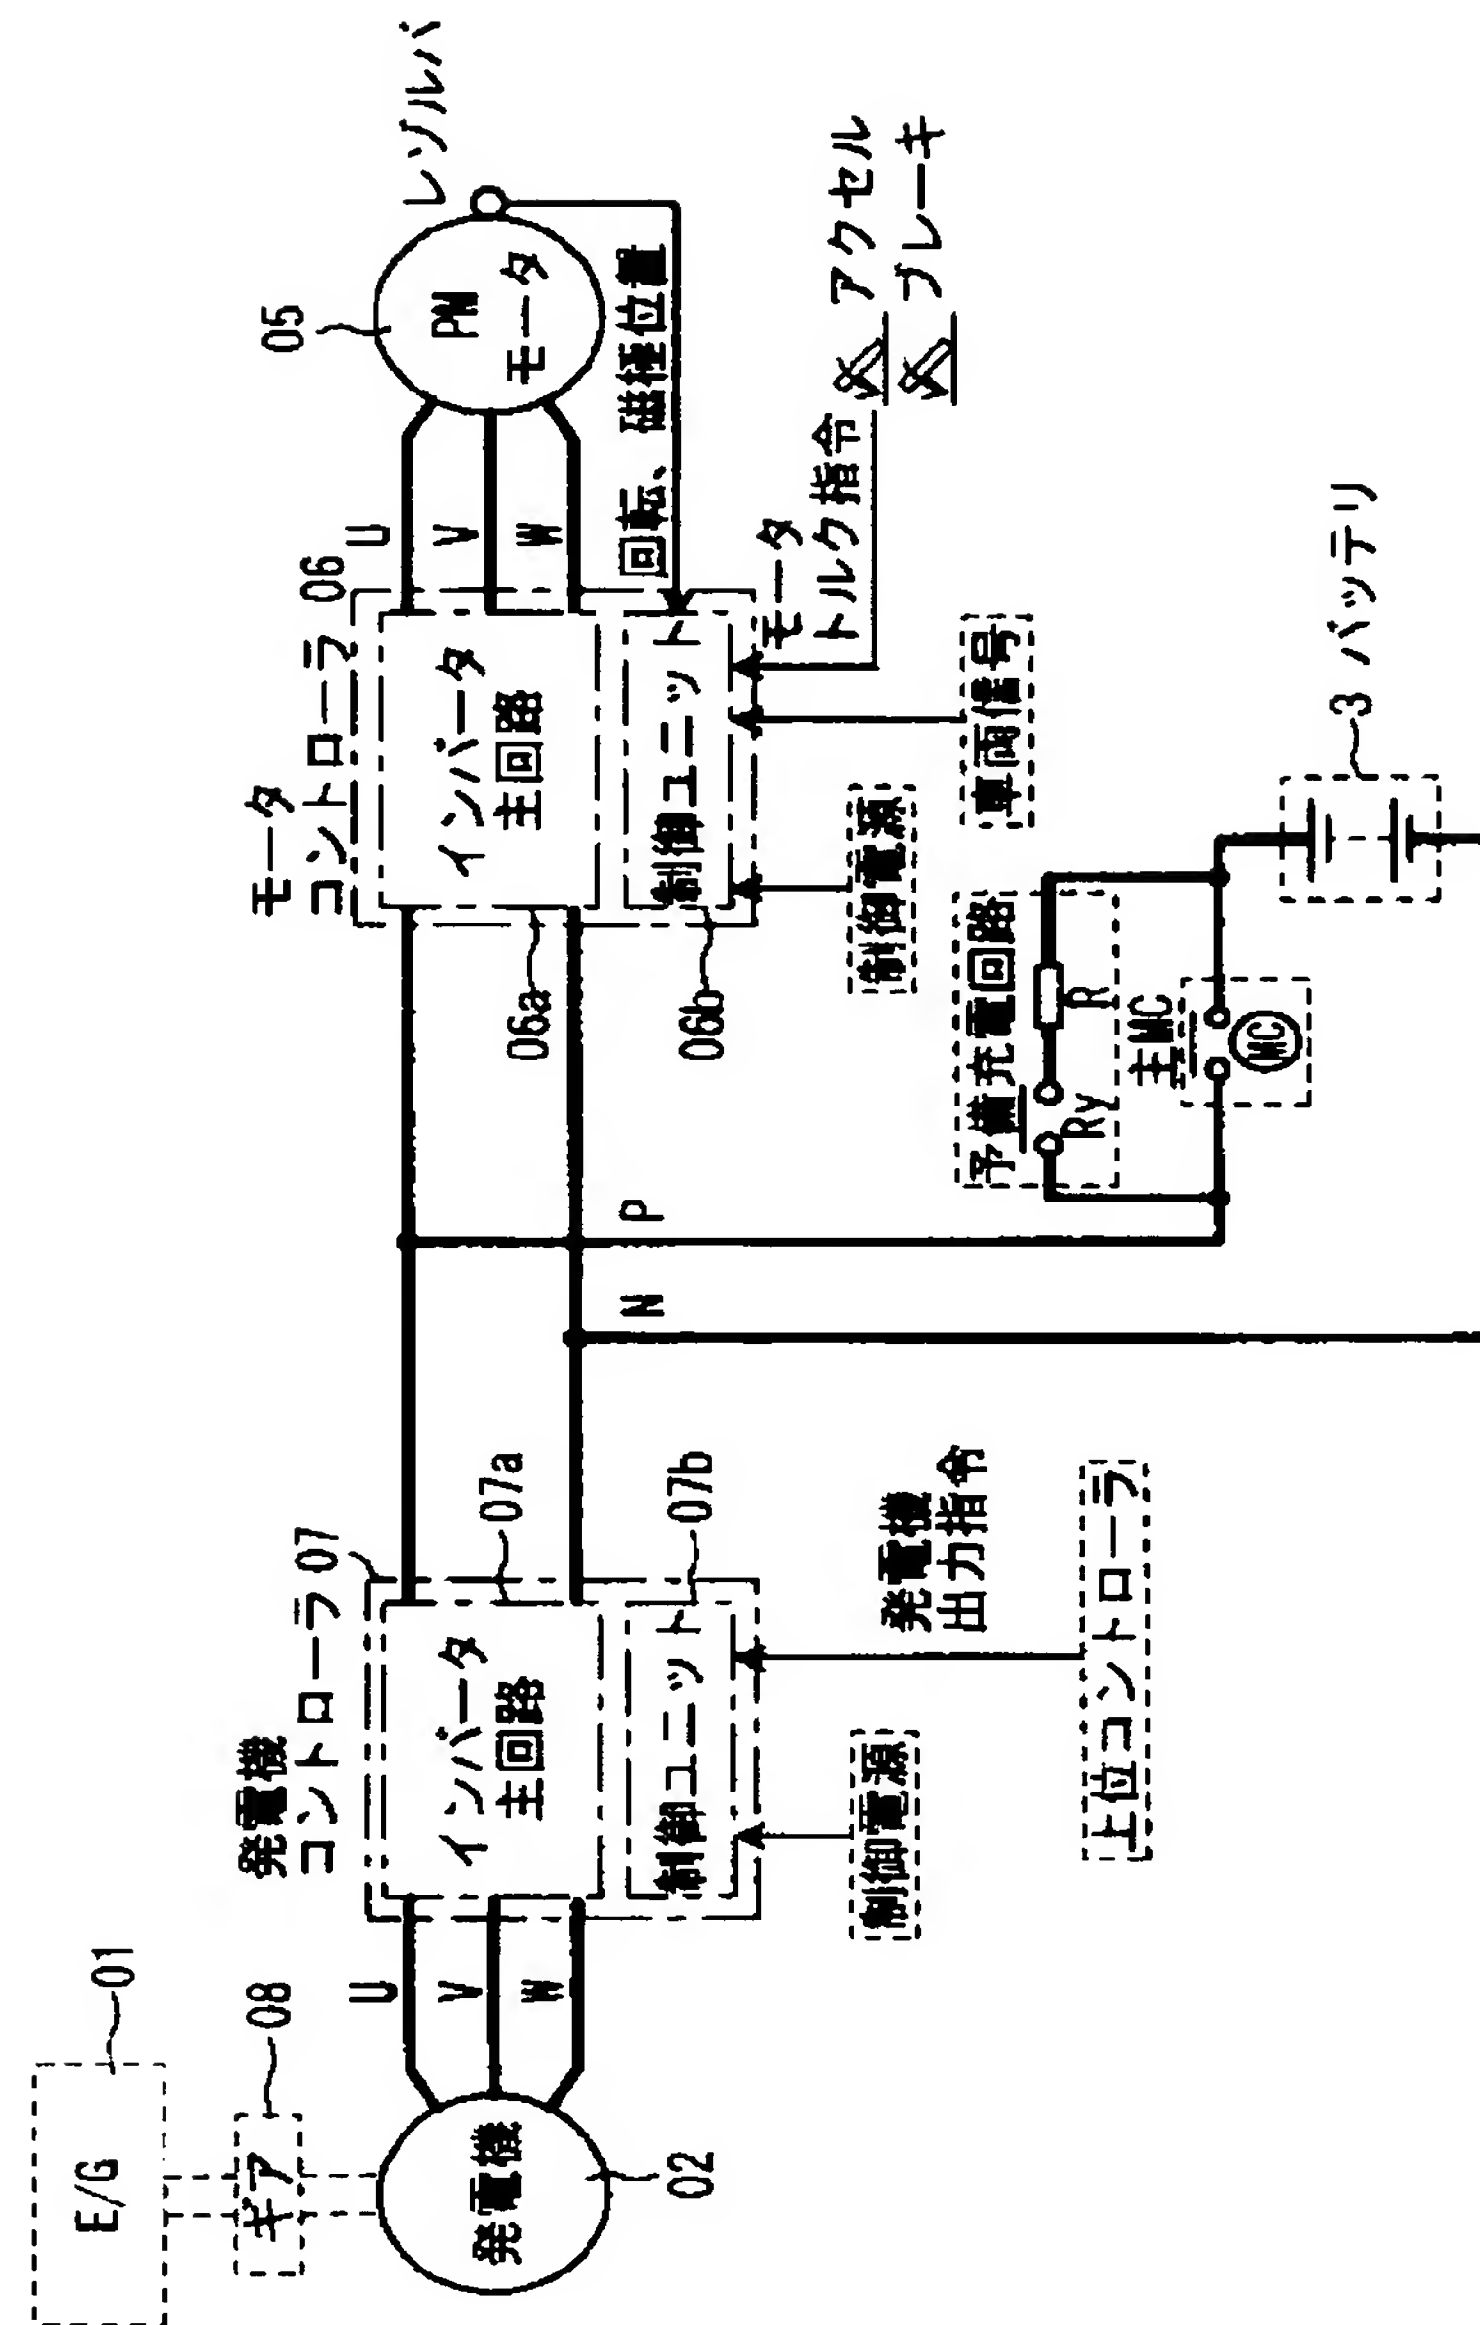 E/G
01
ギア
08
発電機
02
U
V
W
発電機
コントローラ
07
インバータ
主回路
07a
制御ユニット
07b
制御電源
発電機
出力指令
上位コントローラ
P
N
モータ
コントローラ
06
インバータ
主回路
06a
制御ユニット
06b
制御電源
車両信号
モータ
トルク指令
アクセル
ブレーキ
U
V
W
PM
モータ
05
レゾルバ
回転、磁極位置
予備充電回路
Ry
R
主MC
MC
3 バッテリ